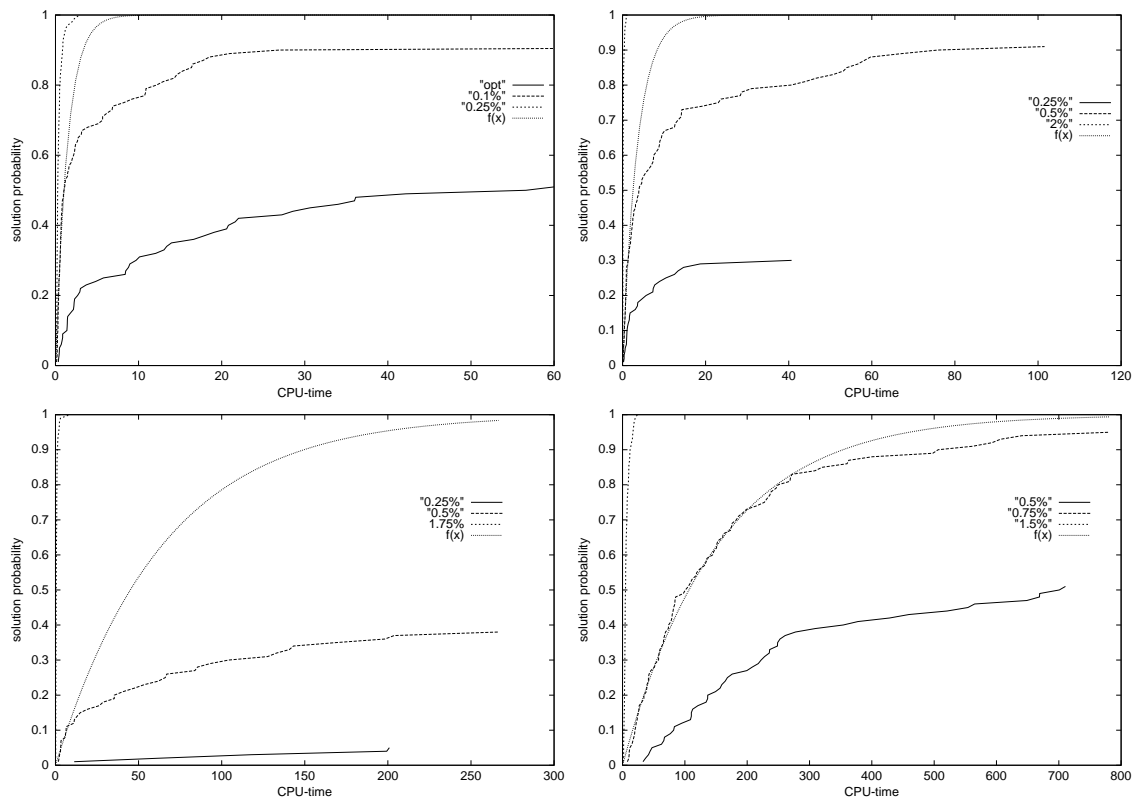 1
0.8
0.6
0.4
0.2
0
0 10 20 30 40 50 60
solution probability
CPU-time
"opt"
"0.1%"
"0.25%"
f(x)
1
0.9
0.8
0.7
0.6
0.5
0.4
0.3
0.2
0.1
0
0 20 40 60 80 100 120
solution probability
CPU-time
"0.25%"
"0.5%"
"2%"
f(x)
1
0.9
0.8
0.7
0.6
0.5
0.4
0.3
0.2
0.1
0
0 50 100 150 200 250 300
solution probability
CPU-time
"0.25%"
"0.5%"
1.75%
f(x)
1
0.9
0.8
0.7
0.6
0.5
0.4
0.3
0.2
0.1
0
0 100 200 300 400 500 600 700 800
solution probability
CPU-time
"0.5%"
"0.75%"
"1.5%"
f(x)